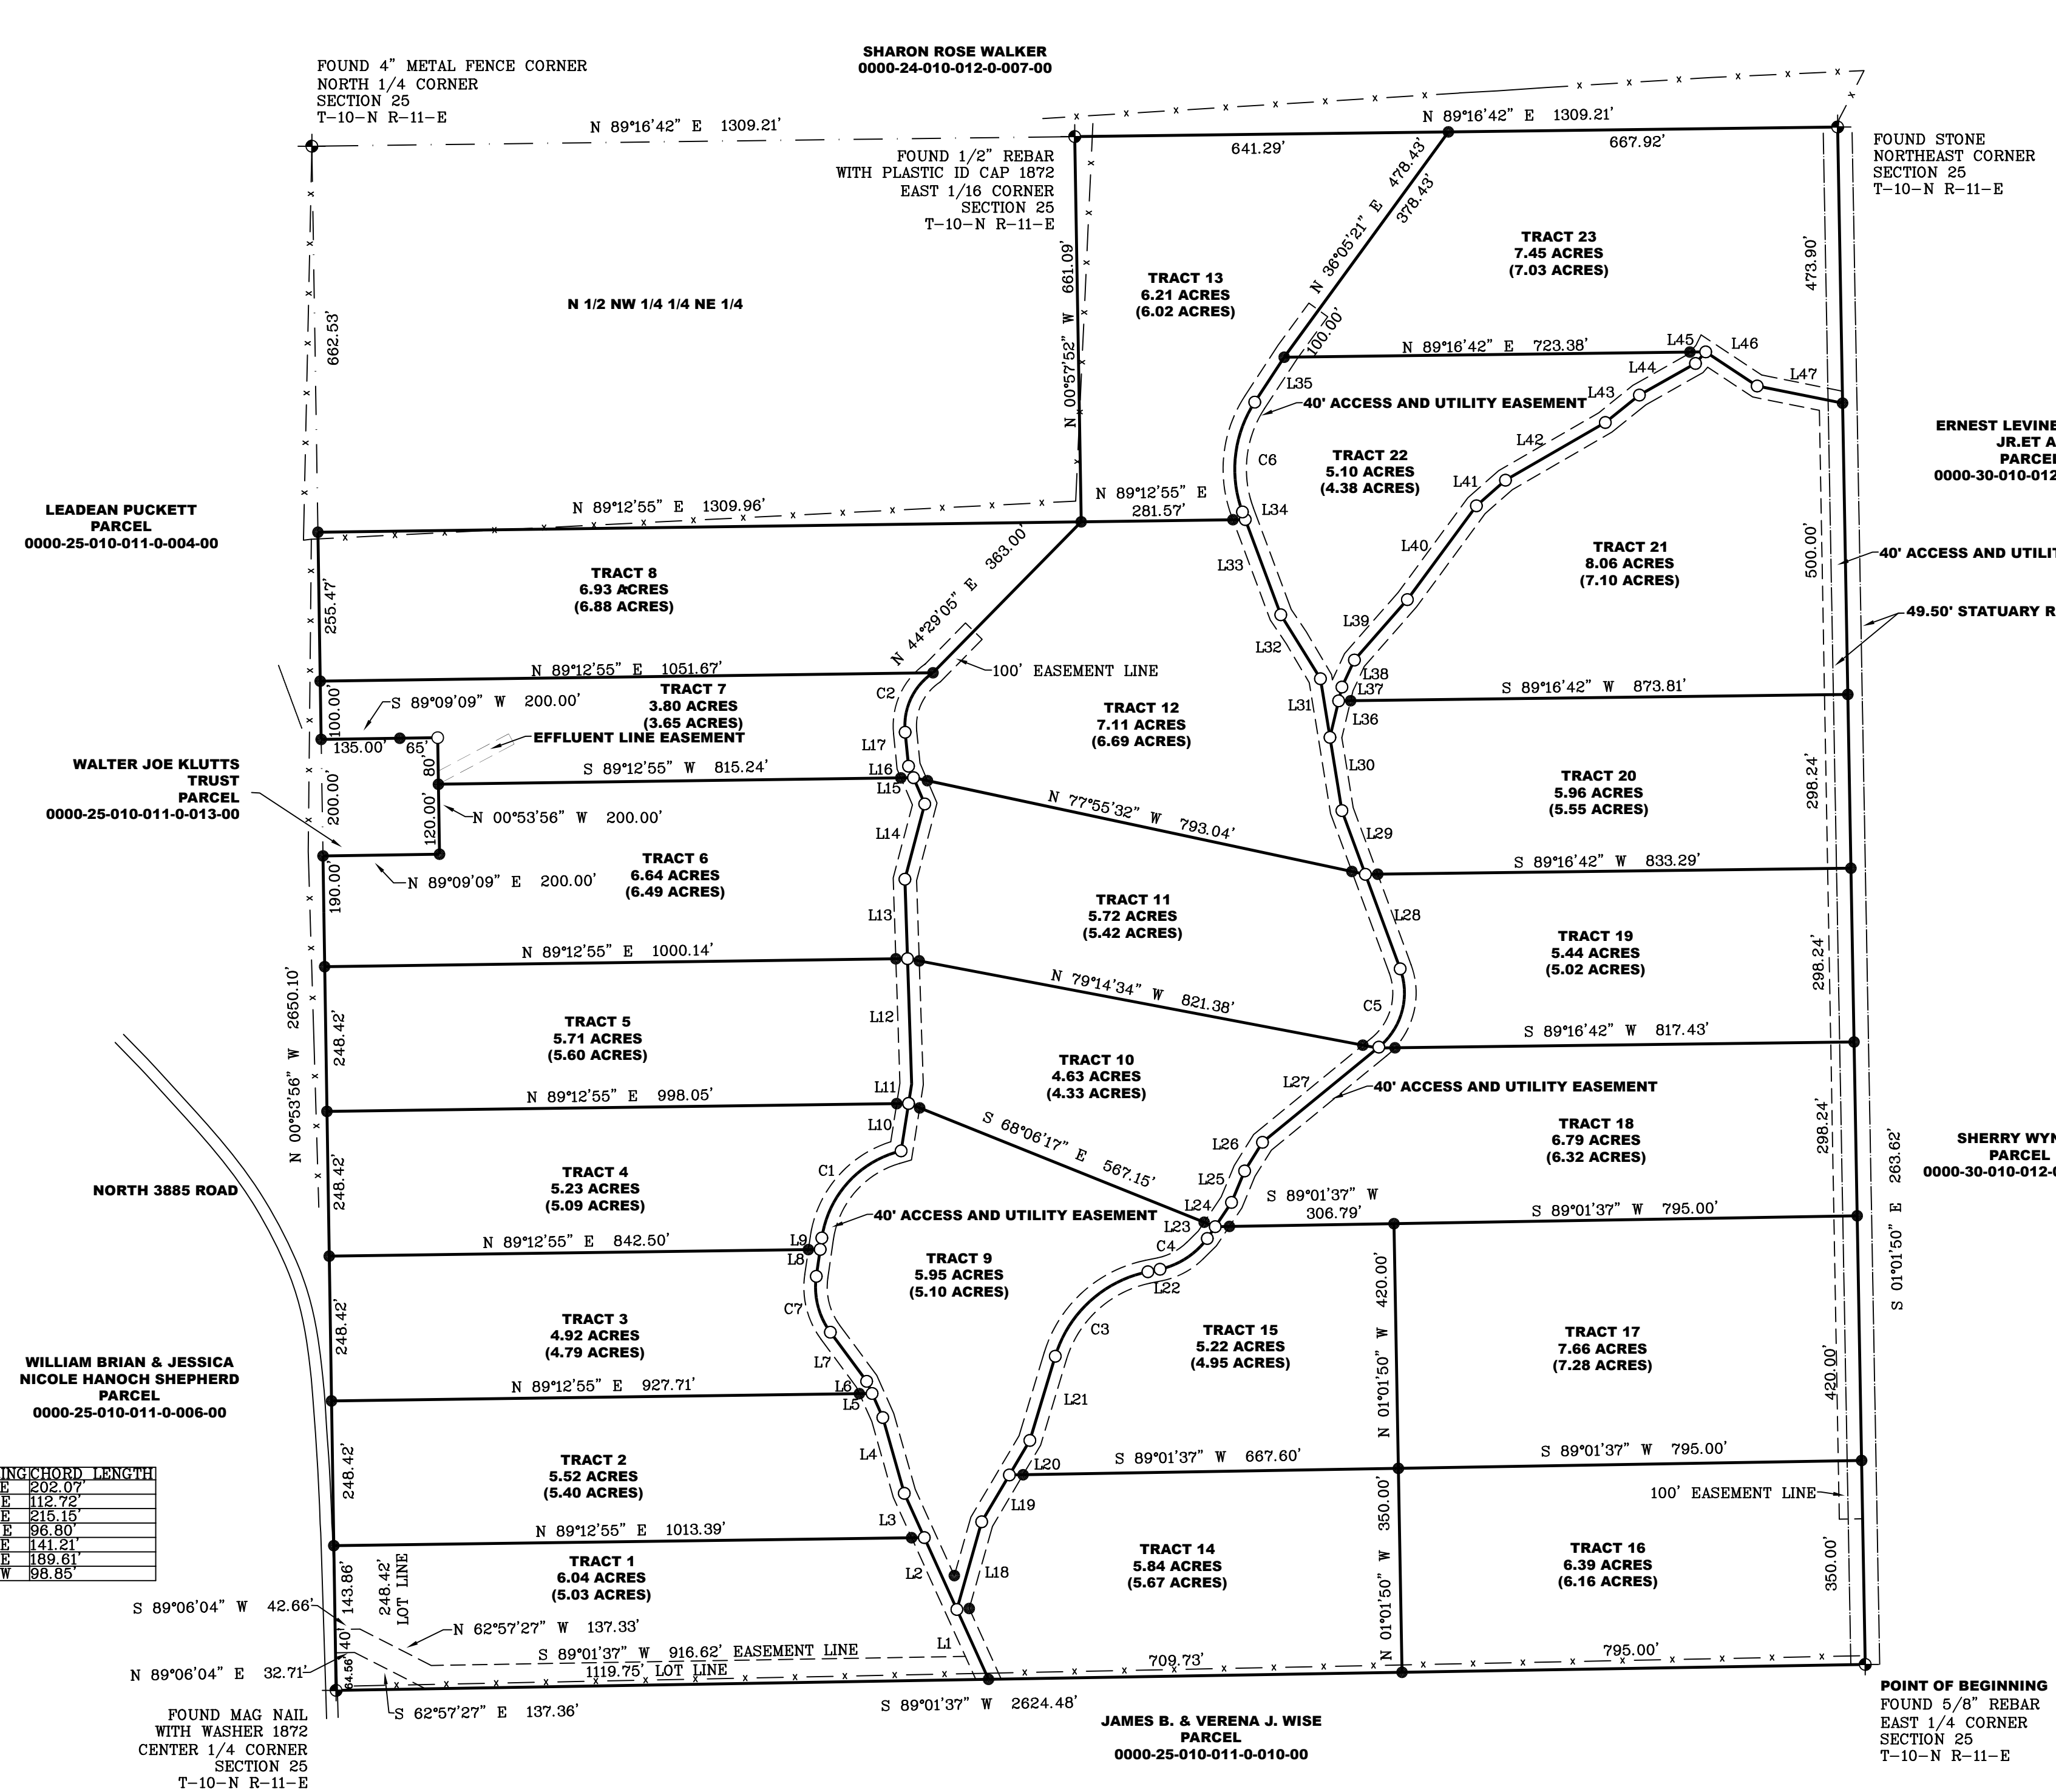 SHARON ROSE WALKER
0000-24-010-012-0-007-00
FOUND 4" METAL FENCE CORNER
NORTH 1/4 CORNER
SECTION 25
T-10-N R-11-E
N 89°16'42" E 1309.21'
N 89°16'42" E 1309.21'
641.29'
667.92'
FOUND 1/2" REBAR
WITH PLASTIC ID CAP 1872
EAST 1/16 CORNER
SECTION 25
T-10-N R-11-E
FOUND STONE
NORTHEAST CORNER
SECTION 25
T-10-N R-11-E
N 1/2 NW 1/4 1/4 NE 1/4
662.53'
N 00°57'52" W 661.09'
N 36°05'21" E 478.43'
378.43'
100.00'
473.90'
TRACT 13
6.21 ACRES
(6.02 ACRES)
TRACT 23
7.45 ACRES
(7.03 ACRES)
N 89°16'42" E 723.38'
L45
L46
L44
L47
L43
L35
40' ACCESS AND UTILITY EASEMENT
L42
C6
TRACT 22
5.10 ACRES
(4.38 ACRES)
L41
ERNEST LEVINE
JR.ET A
PARCEL
0000-30-010-012
LEADEAN PUCKETT
PARCEL
0000-25-010-011-0-004-00
N 89°12'55" E 1309.96'
N 89°12'55" E
281.57'
L34
L33
L40
TRACT 21
8.06 ACRES
(7.10 ACRES)
500.00'
40' ACCESS AND UTILIT
49.50' STATUARY R
TRACT 8
6.93 ACRES
(6.88 ACRES)
255.47'
N 44°29'05" E 363.00'
L39
L32
L38
L37
L31
L36
100' EASEMENT LINE
N 89°12'55" E 1051.67'
C2
TRACT 7
3.80 ACRES
(3.65 ACRES)
S 89°09'09" W 200.00'
100.00'
135.00'
65'
80'
EFFLUENT LINE EASEMENT
S 89°12'55" W 815.24'
L17
L16
L15
L14
TRACT 12
7.11 ACRES
(6.69 ACRES)
S 89°16'42" W 873.81'
L30
TRACT 20
5.96 ACRES
(5.55 ACRES)
298.24'
WALTER JOE KLUTTS
TRUST
PARCEL
0000-25-010-011-0-013-00
200.00'
120.00'
N 00°53'56" W 200.00'
N 89°09'09" E 200.00'
190.00'
TRACT 6
6.64 ACRES
(6.49 ACRES)
N 77°55'32" W 793.04'
L29
S 89°16'42" W 833.29'
L13
TRACT 11
5.72 ACRES
(5.42 ACRES)
L28
TRACT 19
5.44 ACRES
(5.02 ACRES)
298.24'
N 89°12'55" E 1000.14'
N 79°14'34" W 821.38'
C5
S 89°16'42" W 817.43'
N 00°53'56" W 2650.10'
248.42'
TRACT 5
5.71 ACRES
(5.60 ACRES)
L12
L11
TRACT 10
4.63 ACRES
(4.33 ACRES)
L27
40' ACCESS AND UTILITY EASEMENT
N 89°12'55" E 998.05'
L10
S 68°06'17" E 567.15'
L26
L25
L24
L23
TRACT 18
6.79 ACRES
(6.32 ACRES)
298.24'
S 01°01'50" E 263.62'
SHERRY WYN
PARCEL
0000-30-010-012-0
NORTH 3885 ROAD
248.42'
TRACT 4
5.23 ACRES
(5.09 ACRES)
C1
40' ACCESS AND UTILITY EASEMENT
S 89°01'37" W
306.79'
S 89°01'37" W 795.00'
N 89°12'55" E 842.50'
L9
L8
C7
C4
L22
C3
TRACT 9
5.95 ACRES
(5.10 ACRES)
420.00'
N 01°01'50" W
TRACT 3
4.92 ACRES
(4.79 ACRES)
248.42'
L7
TRACT 15
5.22 ACRES
(4.95 ACRES)
TRACT 17
7.66 ACRES
(7.28 ACRES)
420.00'
WILLIAM BRIAN & JESSICA
NICOLE HANOCH SHEPHERD
PARCEL
0000-25-010-011-0-006-00
N 89°12'55" E 927.71'
L6
L5
L21
L4
L20
S 89°01'37" W 667.60'
S 89°01'37" W 795.00'
ING CHORD LENGTH
E 202.07'
E 112.72'
E 215.15'
E 96.80'
E 141.21'
E 189.61'
W 98.85'
248.42'
TRACT 2
5.52 ACRES
(5.40 ACRES)
L3
L19
350.00'
N 01°01'50" W
100' EASEMENT LINE
N 89°12'55" E 1013.39'
TRACT 1
6.04 ACRES
(5.03 ACRES)
L2
L18
TRACT 14
5.84 ACRES
(5.67 ACRES)
TRACT 16
6.39 ACRES
(6.16 ACRES)
350.00'
143.86'
248.42'
LOT LINE
S 89°06'04" W 42.66'
N 62°57'27" W 137.33'
40'
S 89°01'37" W 916.62' EASEMENT LINE
L1
N 89°06'04" E 32.71'
64.56'
1119.75' LOT LINE
709.73'
795.00'
S 62°57'27" E 137.36'
S 89°01'37" W 2624.48'
FOUND MAG NAIL
WITH WASHER 1872
CENTER 1/4 CORNER
SECTION 25
T-10-N R-11-E
JAMES B. & VERENA J. WISE
PARCEL
0000-25-010-011-0-010-00
POINT OF BEGINNING
FOUND 5/8" REBAR
EAST 1/4 CORNER
SECTION 25
T-10-N R-11-E